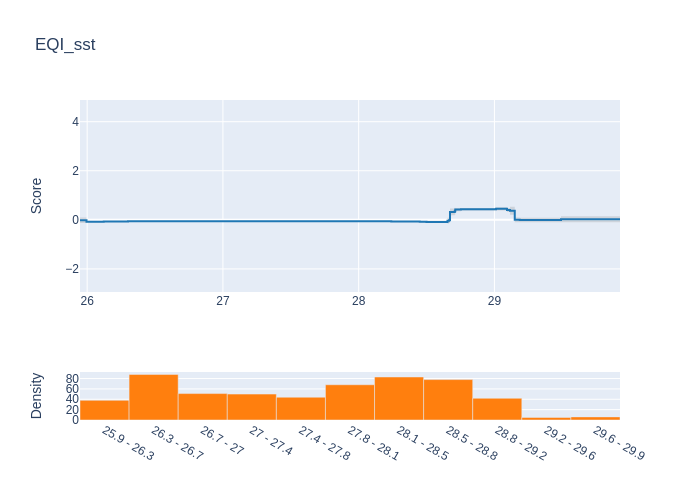 EQI_sst
Score
4
2
0
−2
26
27
28
29
Density
80
60
40
20
0
25.9 - 26.3
26.3 - 26.7
26.7 - 27
27 - 27.4
27.4 - 27.8
27.8 - 28.1
28.1 - 28.5
28.5 - 28.8
28.8 - 29.2
29.2 - 29.6
29.6 - 29.9